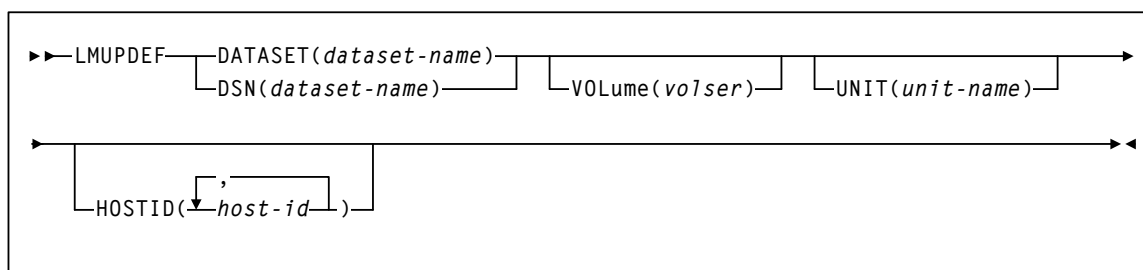 LMUPDEF DATASET(dataset-name)
DSN(dataset-name) VOLume(volser) UNIT(unit-name)
,
HOSTID( host-id )